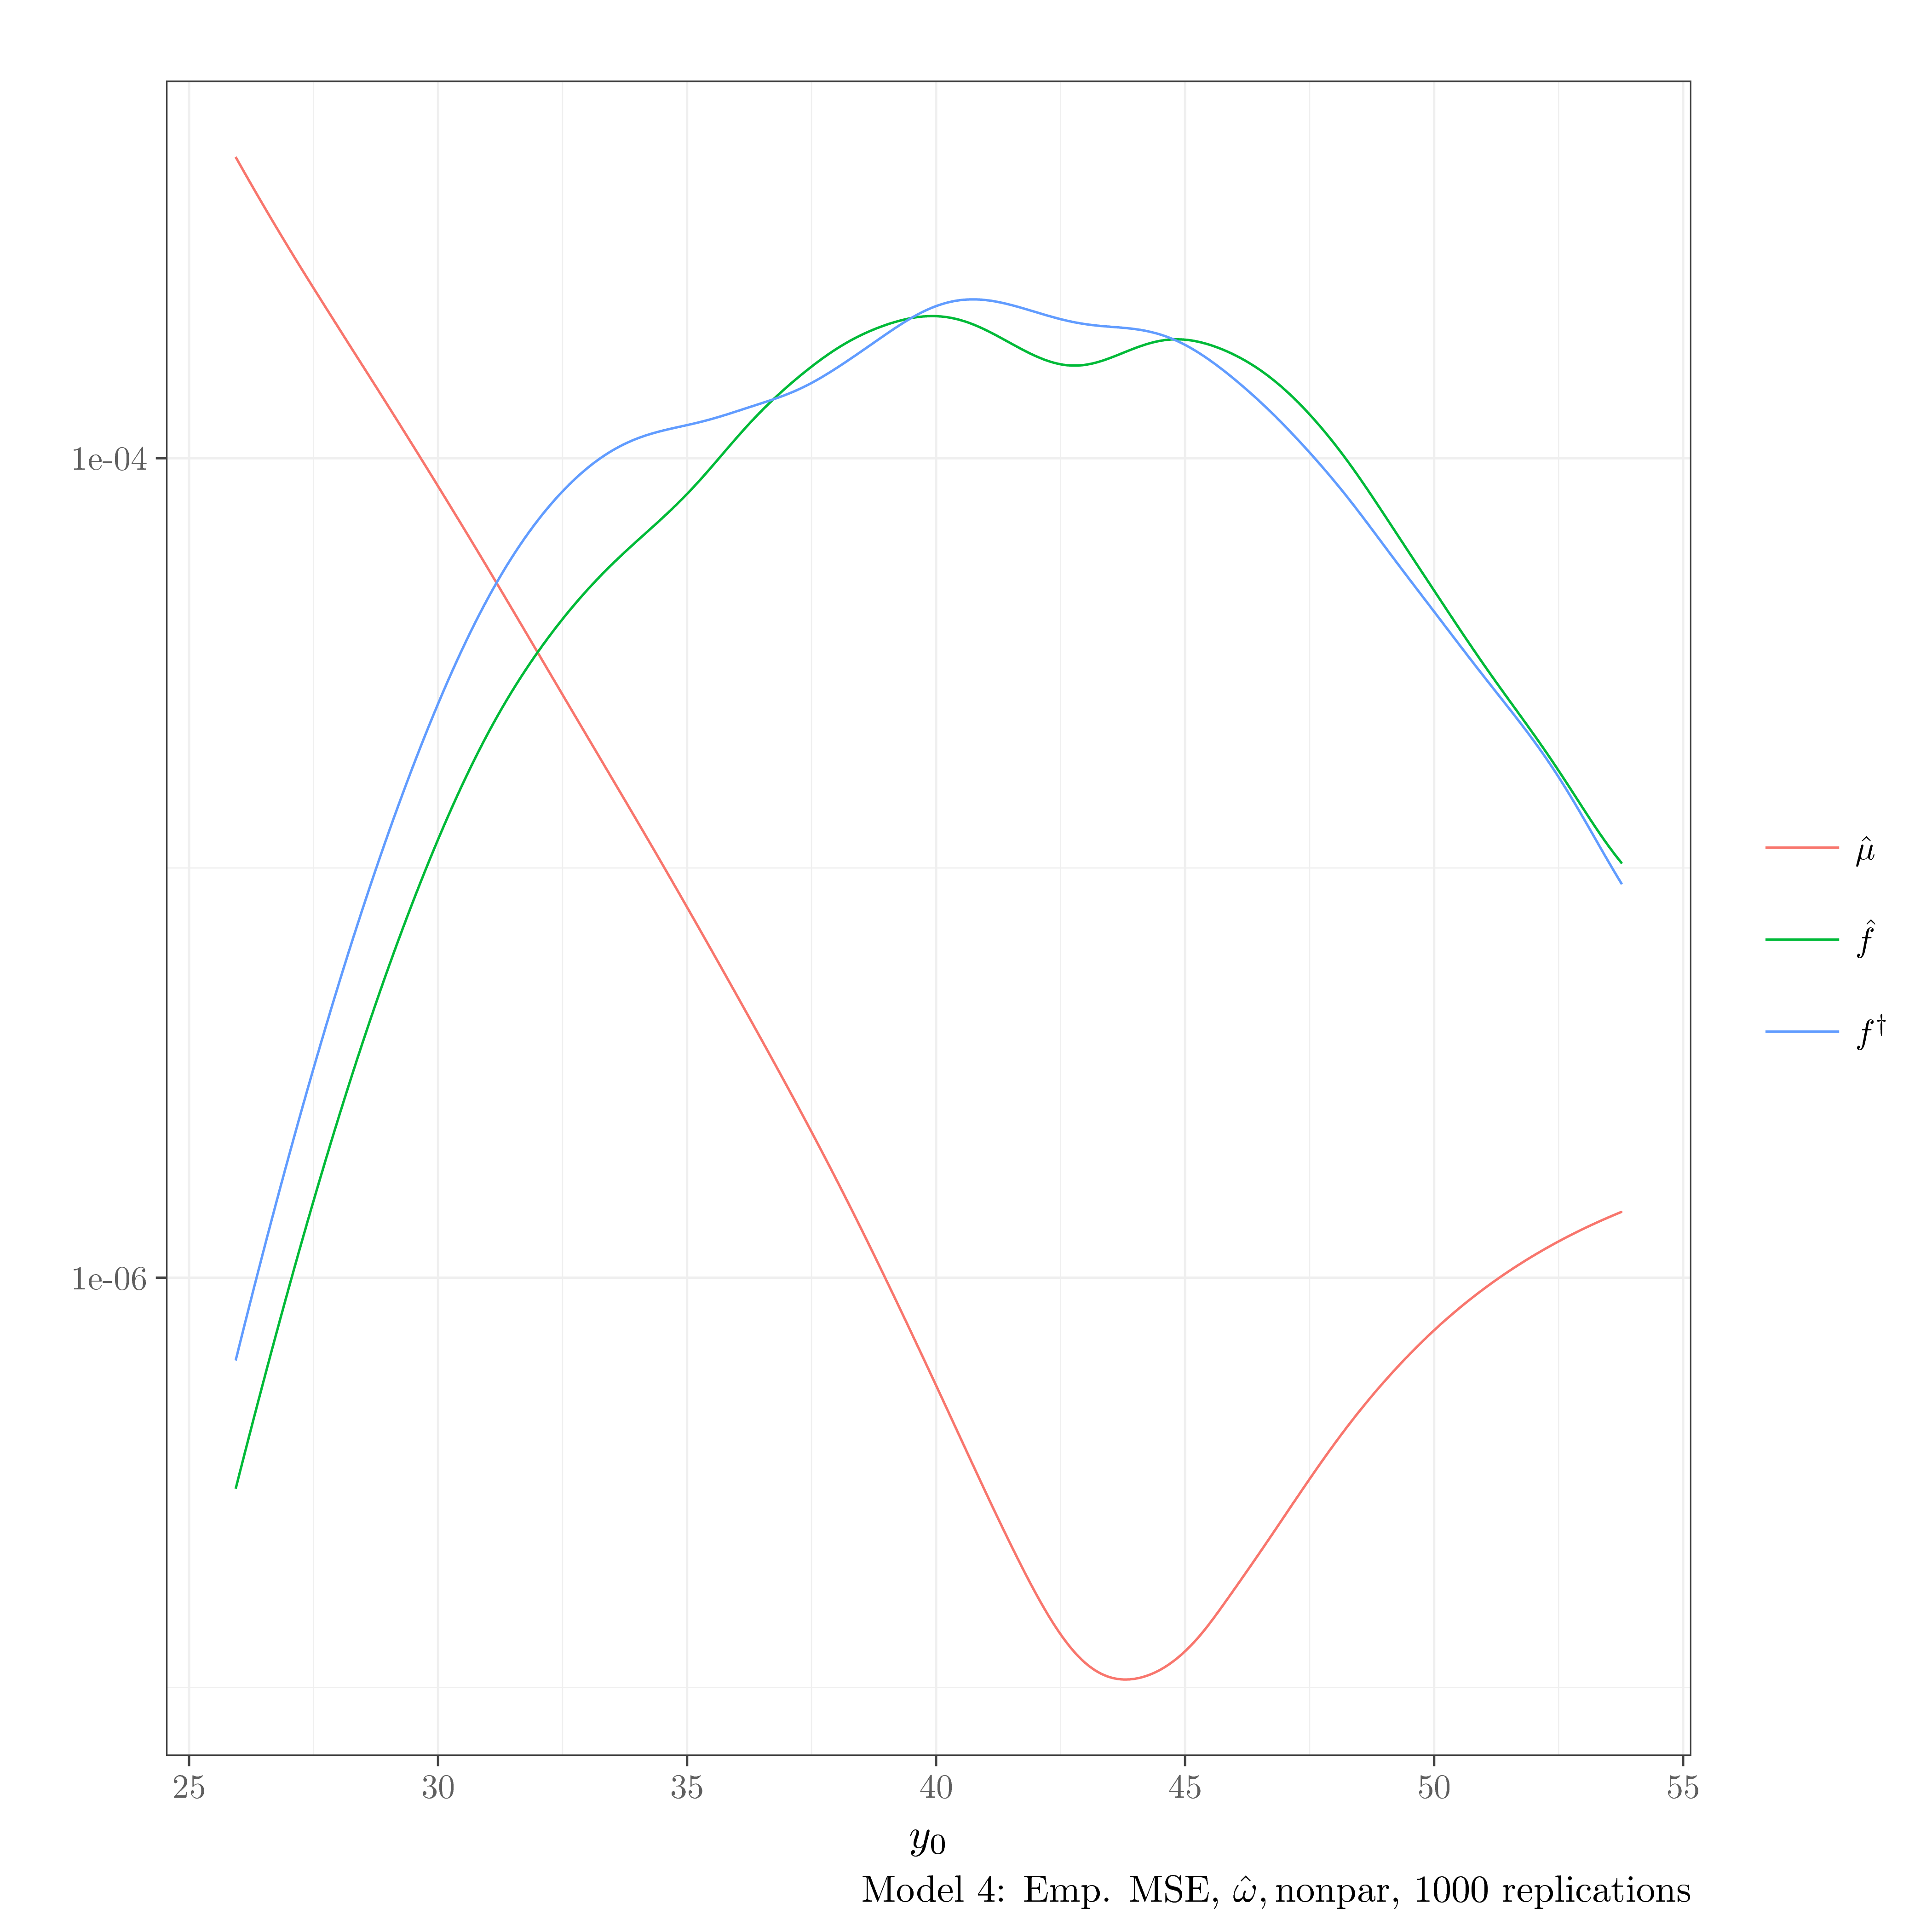 1e-04
1e-06
25 30 35 40 45 50 55
y₀
μ̂
f̂
f†
Model 4: Emp. MSE, ω̂, nonpar, 1000 replications